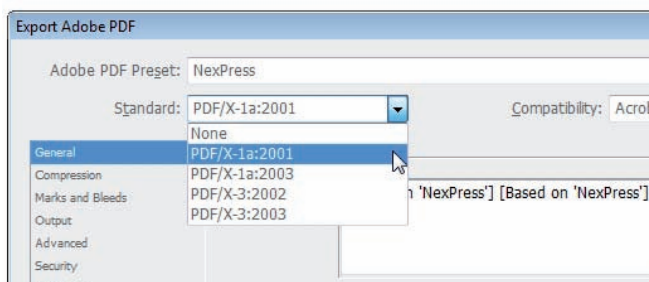 Export Adobe PDF
Adobe PDF Preset: NexPress
Standard: PDF/X-1a:2001 Compatibility:
None
PDF/X-1a:2001
PDF/X-1a:2003
PDF/X-3:2002
PDF/X-3:2003
General
Compression
Marks and Bleeds
Output
Advanced
Security
'NexPress'] [Based on 'NexPress']